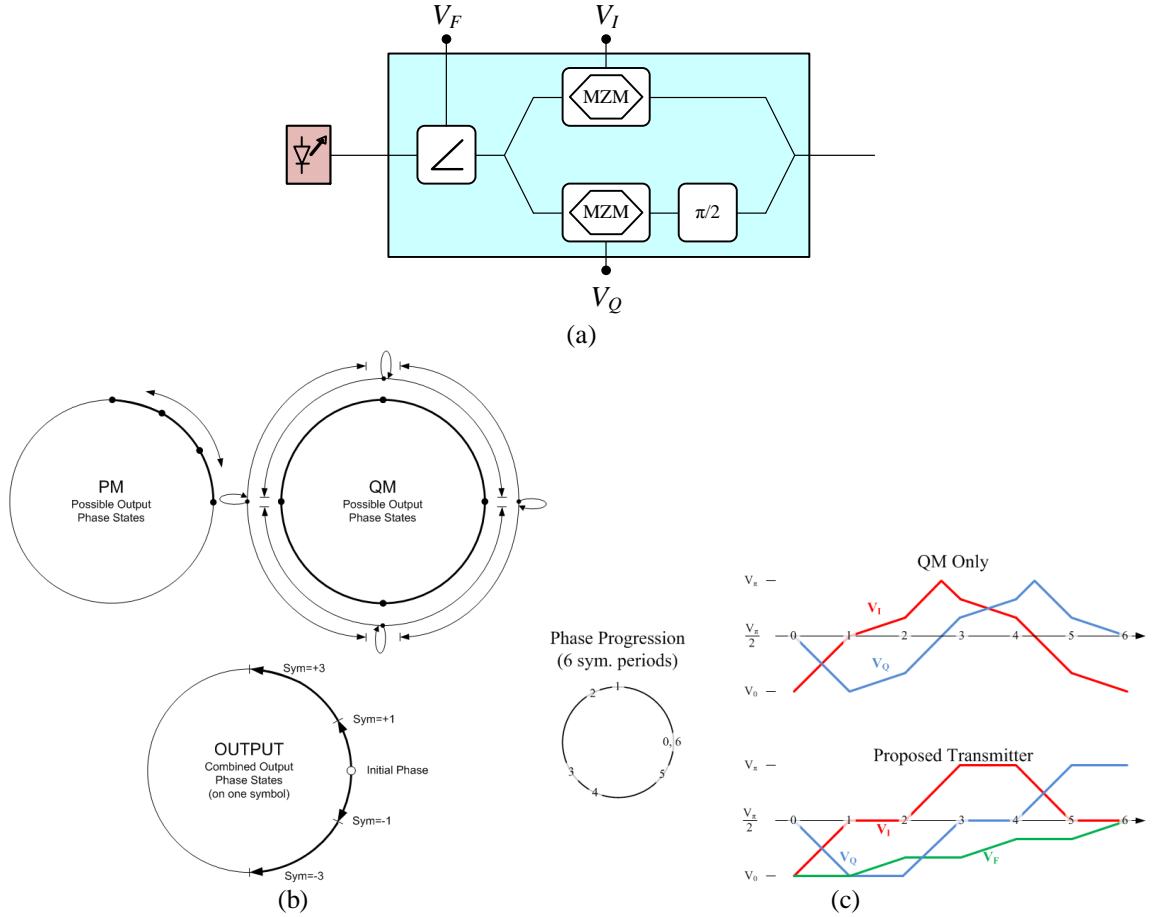 V_F V_I
MZM
MZM π/2
V_Q
(a)
PM
Possible Output
Phase States
QM
Possible Output
Phase States
Sym=+3
Sym=+1
OUTPUT
Combined Output
Phase States
(on one symbol)
Initial Phase
Sym=-1
Sym=-3
(b)
Phase Progression
(6 sym. periods)
1
2
0, 6
3
5
4
QM Only
V_π
V_I
V_π/2 0 1 2 3 4 5 6
V_Q
V_0
Proposed Transmitter
V_π
V_π/2 0 1 2 3 4 5 6
V_I
V_Q V_F
V_0
(c)